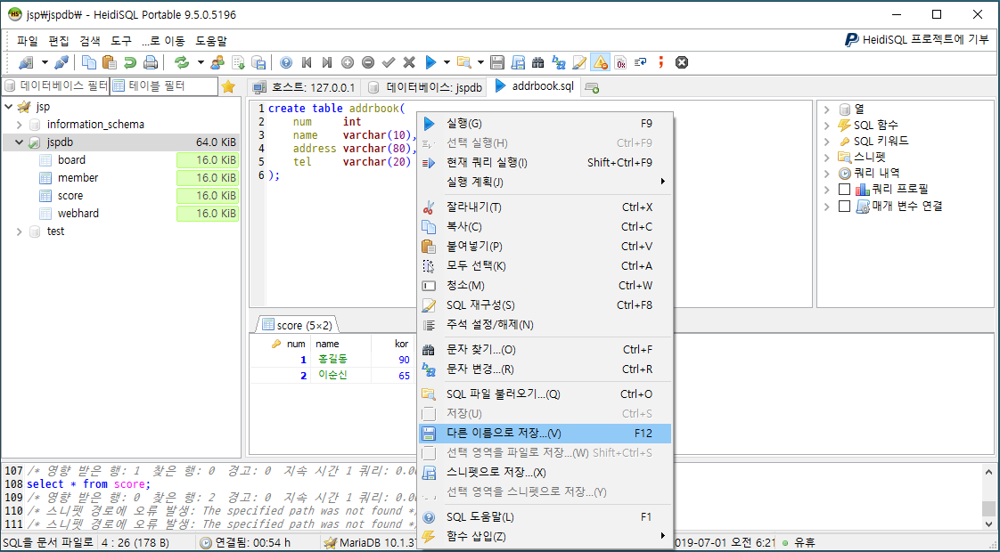 jsp\jspdb\ - HeidiSQL Portable 9.5.0.5196
파일 편집 검색 도구 ...로 이동 도움말
HeidiSQL 프로젝트에 기부
데이터베이스 필터 테이블 필터
호스트: 127.0.0.1 데이터베이스: jspdb addrbook.sql
jsp
information_schema
jspdb 64.0 KiB
board 16.0 KiB
member 16.0 KiB
score 16.0 KiB
webhard 16.0 KiB
test
1 create table addrbook(
2 num int
3 name varchar(10),
4 address varchar(80),
5 tel varchar(20)
6 );
실행(G) F9
선택 실행(H) Ctrl+F9
현재 쿼리 실행(I) Shift+Ctrl+F9
실행 계획(J)
잘라내기(T) Ctrl+X
복사(C) Ctrl+C
붙여넣기(P) Ctrl+V
모두 선택(K) Ctrl+A
청소(M) Ctrl+W
SQL 재구성(S) Ctrl+F8
주석 설정/해제(N)
문자 찾기...(O) Ctrl+F
문자 변경...(R) Ctrl+R
SQL 파일 불러오기...(Q) Ctrl+O
저장(U) Ctrl+S
다른 이름으로 저장...(V) F12
선택 영역을 파일로 저장...(W) Shift+Ctrl+S
스니펫으로 저장...(X)
선택 영역을 스니펫으로 저장...(Y)
SQL 도움말(L) F1
함수 삽입(Z)
열
SQL 함수
SQL 키워드
스니펫
쿼리 내역
쿼리 프로필
매개 변수 연결
score (5×2)
num name kor
1 홍길동 90
2 이순신 65
107 /* 영향 받은 행: 1 찾은 행: 0 경고: 0 지속 시간 1 쿼리: 0.0
108 select * from score;
109 /* 영향 받은 행: 0 찾은 행: 2 경고: 0 지속 시간 1 쿼리: 0.0
110 /* 스니펫 경로에 오류 발생: The specified path was not found *
111 /* 스니펫 경로에 오류 발생: The specified path was not found *
SQL을 문서 파일로 4 : 26 (178 B) 연결됨: 00:54 h MariaDB 10.1.3 019-07-01 오전 6:21 유휴